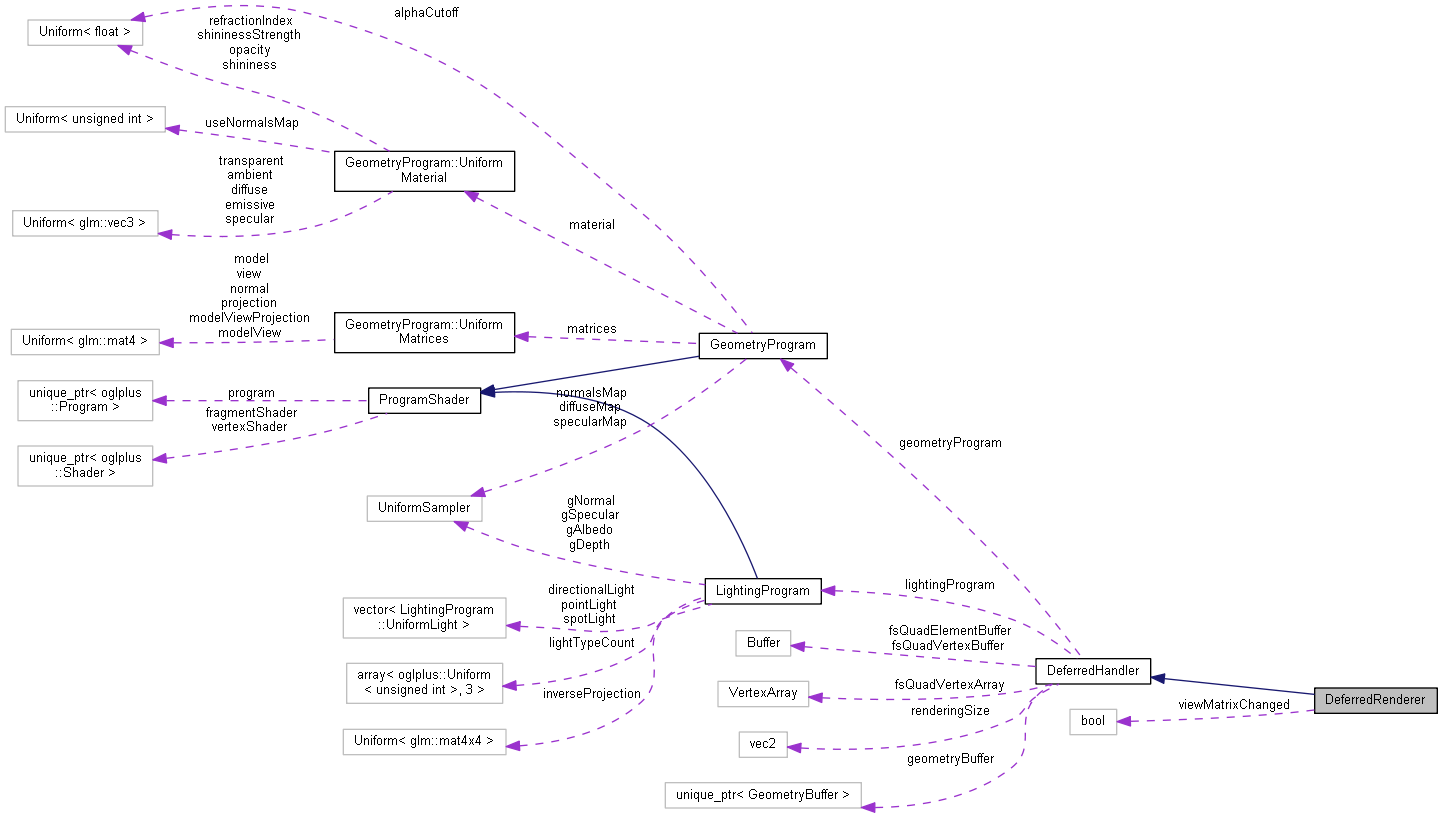 alphaCutoff
refractionIndex
shininessStrength
opacity
shininess
Uniform< float >
Uniform< unsigned int >
useNormalsMap
GeometryProgram::Uniform
Material
transparent
ambient
diffuse
emissive
specular
Uniform< glm::vec3 >
material
model
view
normal
projection
modelViewProjection
modelView
Uniform< glm::mat4 >
GeometryProgram::Uniform
Matrices
matrices
GeometryProgram
unique_ptr< oglplus
::Program >
program
ProgramShader
fragmentShader
vertexShader
normalsMap
diffuseMap
specularMap
unique_ptr< oglplus
::Shader >
geometryProgram
UniformSampler
gNormal
gSpecular
gAlbedo
gDepth
LightingProgram
lightingProgram
vector< LightingProgram
::UniformLight >
directionalLight
pointLight
spotLight
lightTypeCount
array< oglplus::Uniform
< unsigned int >, 3 >
inverseProjection
Uniform< glm::mat4x4 >
Buffer
fsQuadElementBuffer
fsQuadVertexBuffer
DeferredHandler
VertexArray
fsQuadVertexArray
renderingSize
vec2
geometryBuffer
unique_ptr< GeometryBuffer >
bool
viewMatrixChanged
DeferredRenderer